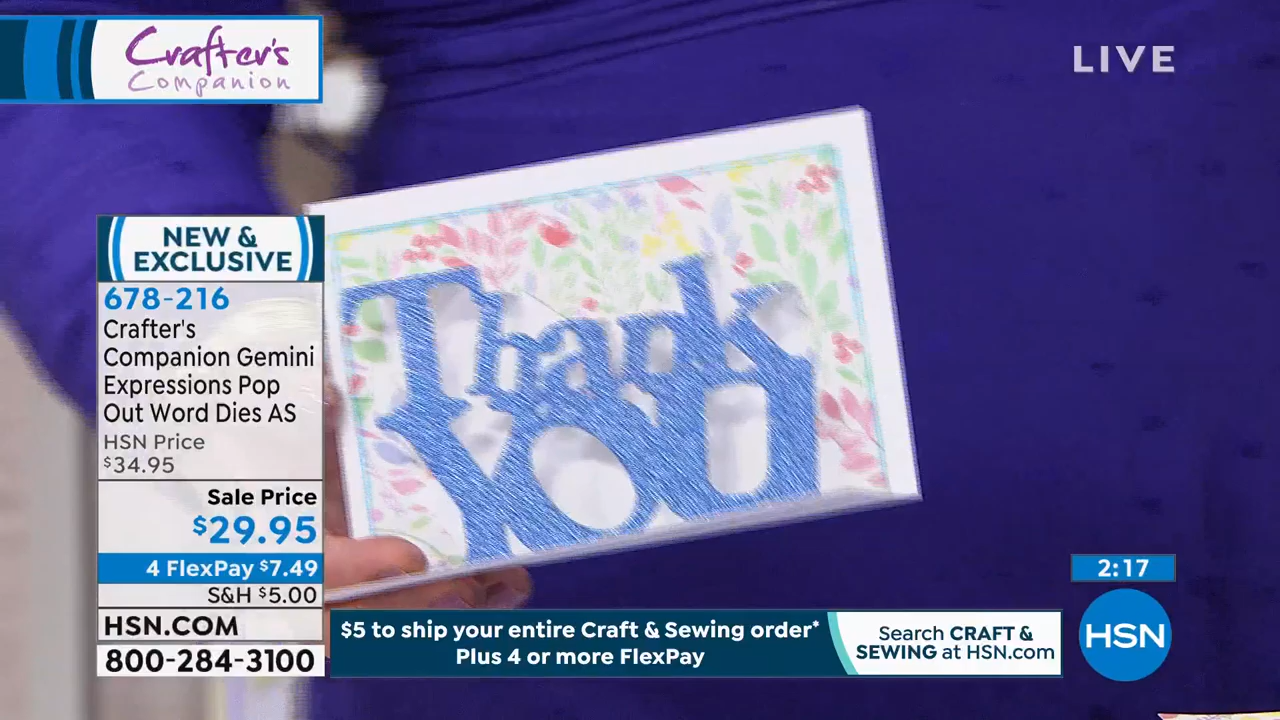 Crafter's
Companion
LIVE
NEW &
EXCLUSIVE
678-216
Crafter's
Companion Gemini
Expressions Pop
Out Word Dies AS
HSN Price
$34.95
Sale Price
$29.95
4 FlexPay $7.49
S&H $5.00
HSN.COM
800-284-3100
Thank
YOU
$5 to ship your entire Craft & Sewing order*
Plus 4 or more FlexPay
Search CRAFT &
SEWING at HSN.com
2:17
HSN